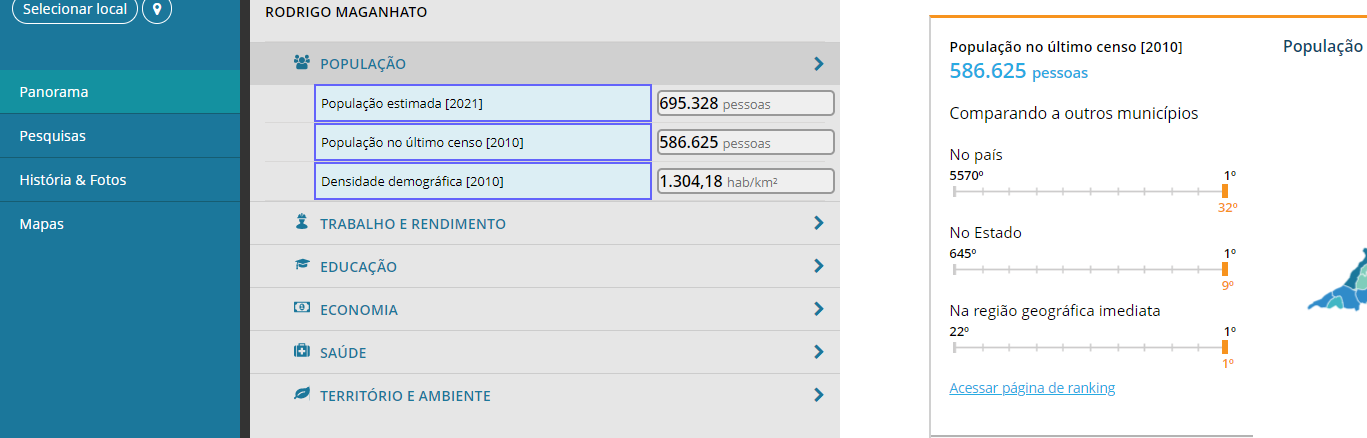 Selecionar local
Panorama
Pesquisas
História & Fotos
Mapas
RODRIGO MAGANHATO
POPULAÇÃO
População estimada [2021] 695.328 pessoas
População no último censo [2010] 586.625 pessoas
Densidade demográfica [2010] 1.304,18 hab/km²
TRABALHO E RENDIMENTO
EDUCAÇÃO
ECONOMIA
SAÚDE
TERRITÓRIO E AMBIENTE
População no último censo [2010]
586.625 pessoas
Comparando a outros municípios
No país
5570º 1º
32º
No Estado
645º 1º
9º
Na região geográfica imediata
22º 1º
1º
Acessar página de ranking
População